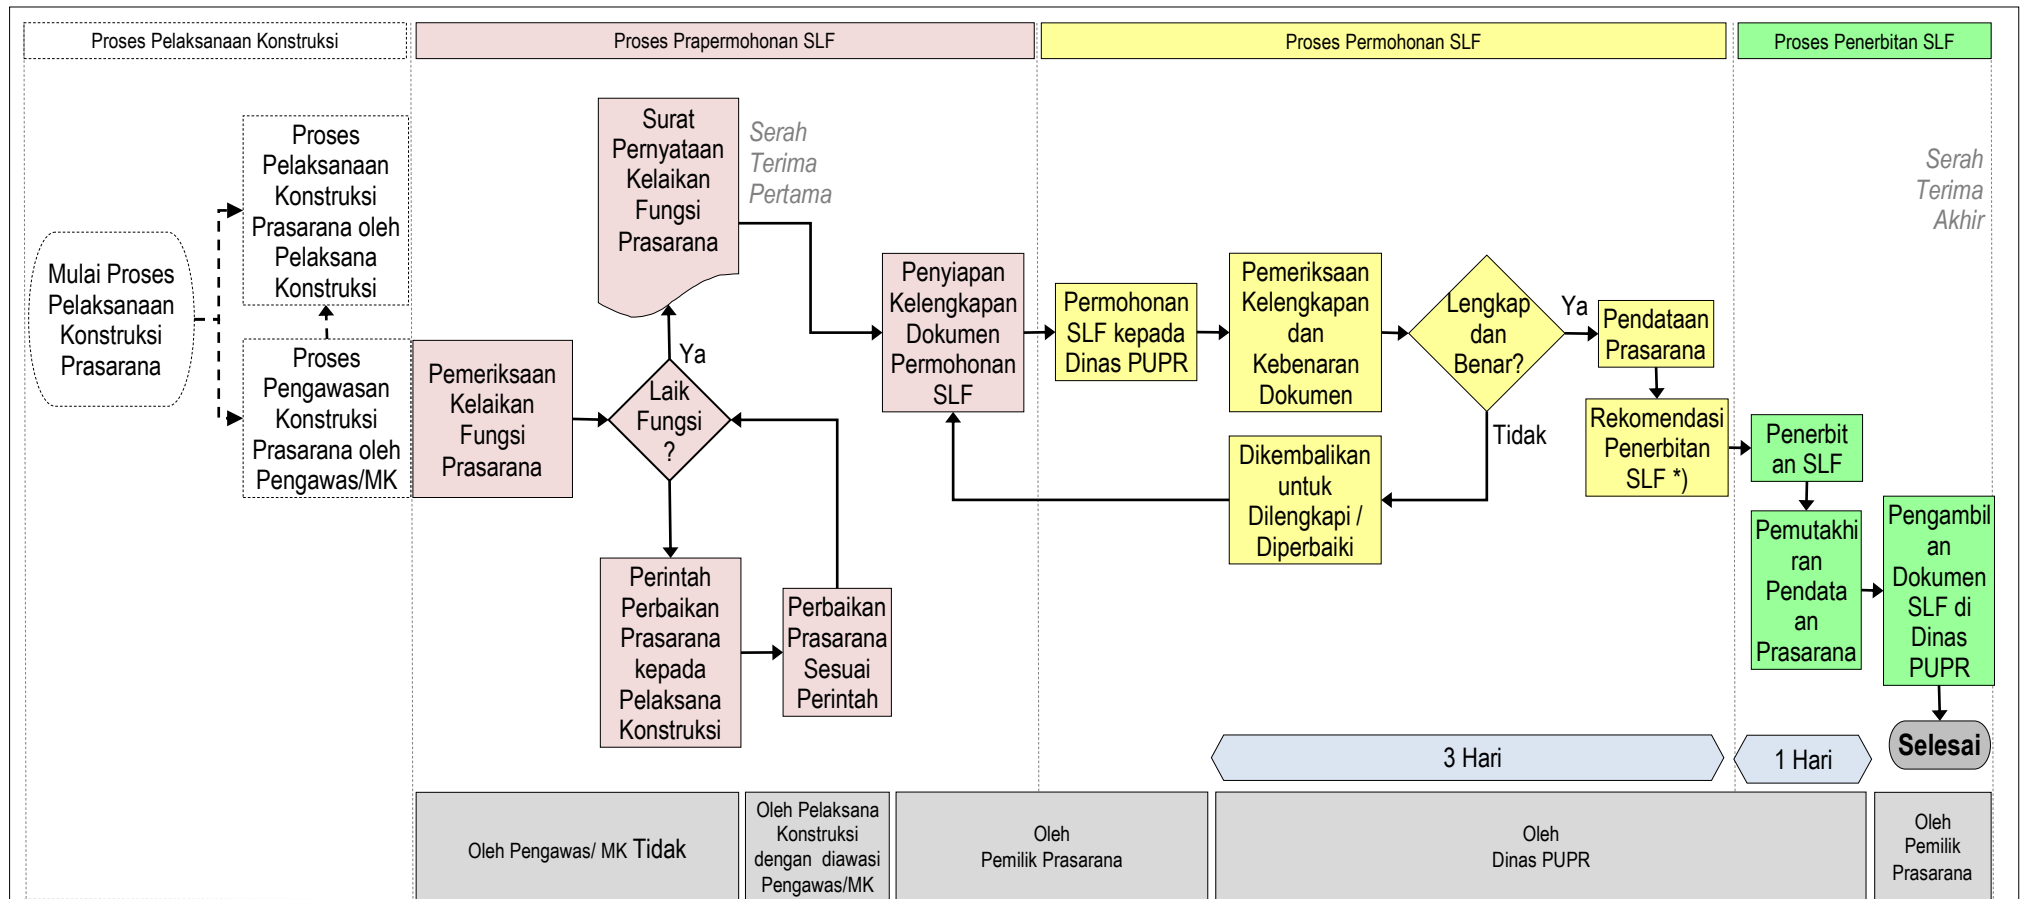 Proses Pelaksanaan Konstruksi
Proses Prapermohonan SLF
Proses Permohonan SLF
Proses Penerbitan SLF
Mulai Proses
Pelaksanaan
Konstruksi
Prasarana
Proses
Pelaksanaan
Konstruksi
Prasarana oleh
Pelaksana
Konstruksi
Proses
Pengawasan
Konstruksi
Prasarana oleh
Pengawas/MK
Pemeriksaan
Kelaikan
Fungsi
Prasarana
Surat
Pernyataan
Kelaikan
Fungsi
Prasarana
Serah
Terima
Pertama
Ya
Laik
Fungsi
?
Perintah
Perbaikan
Prasarana
kepada
Pelaksana
Konstruksi
Perbaikan
Prasarana
Sesuai
Perintah
Penyiapan
Kelengkapan
Dokumen
Permohonan
SLF
Permohonan
SLF kepada
Dinas PUPR
Pemeriksaan
Kelengkapan
dan
Kebenaran
Dokumen
Lengkap
dan
Benar?
Ya
Tidak
Dikembalikan
untuk
Dilengkapi /
Diperbaiki
Pendataan
Prasarana
Rekomendasi
Penerbitan
SLF *)
Serah
Terima
Akhir
Penerbit
an SLF
Pemutakhi
ran
Pendata
an
Prasarana
Pengambil
an
Dokumen
SLF di
Dinas
PUPR
Selesai
3 Hari
1 Hari
Oleh Pengawas/ MK Tidak
Oleh Pelaksana
Konstruksi
dengan diawasi
Pengawas/MK
Oleh
Pemilik Prasarana
Oleh
Dinas PUPR
Oleh
Pemilik
Prasarana